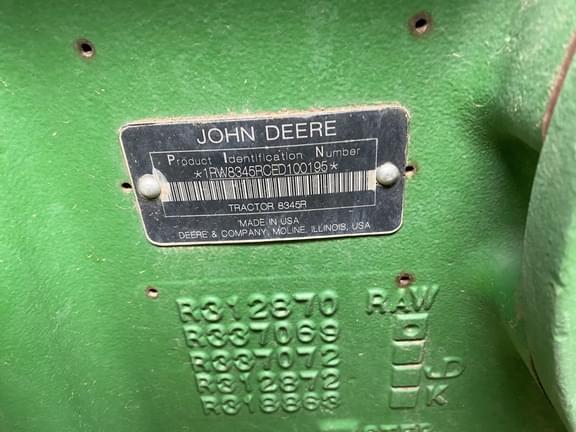 JOHN DEERE
Product Identification Number
*1RW8345RCED100195*
TRACTOR 8345R
MADE IN USA
DEERE & COMPANY, MOLINE, ILLINOIS, USA
R312870 RAW
R337069
R337072
R312872 JD
R318863 K